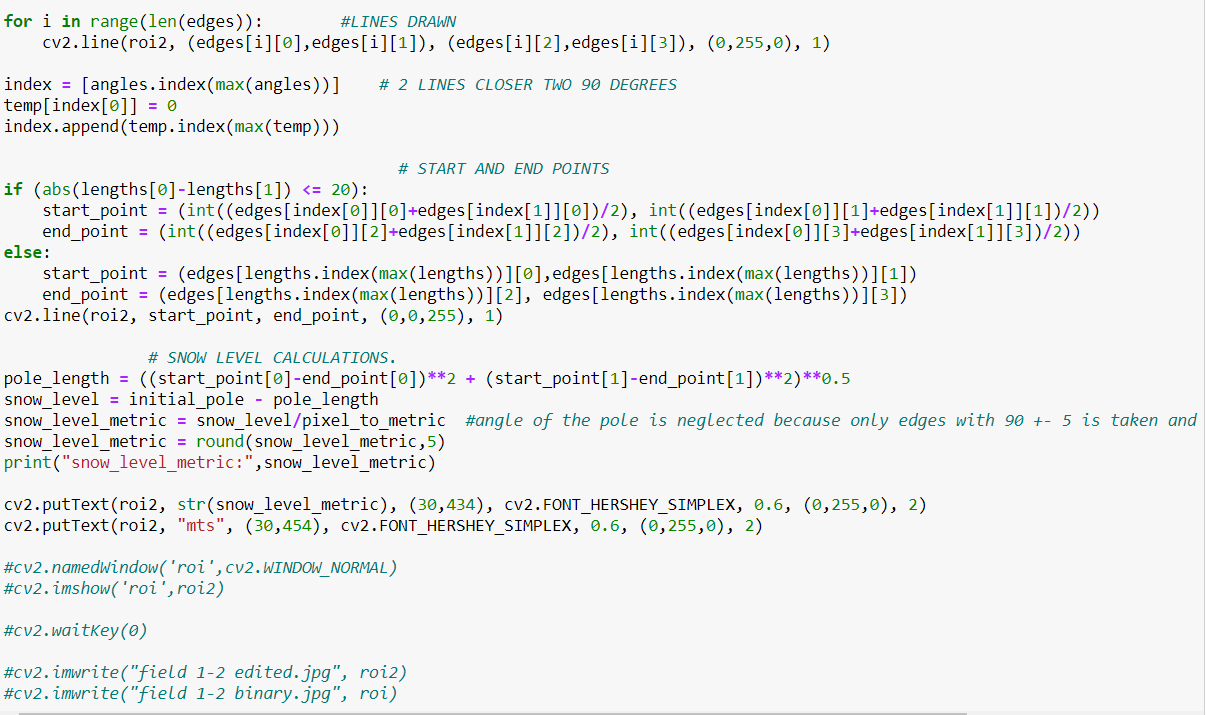 for i in range(len(edges)):        #LINES DRAWN
    cv2.line(roi2, (edges[i][0],edges[i][1]), (edges[i][2],edges[i][3]), (0,255,0), 1)
index = [angles.index(max(angles))]    # 2 LINES CLOSER TWO 90 DEGREES
temp[index[0]] = 0
index.append(temp.index(max(temp)))
# START AND END POINTS
if (abs(lengths[0]-lengths[1]) <= 20):
    start_point = (int((edges[index[0]][0]+edges[index[1]][0])/2), int((edges[index[0]][1]+edges[index[1]][1])/2))
    end_point = (int((edges[index[0]][2]+edges[index[1]][2])/2), int((edges[index[0]][3]+edges[index[1]][3])/2))
else:
    start_point = (edges[lengths.index(max(lengths))][0],edges[lengths.index(max(lengths))][1])
    end_point = (edges[lengths.index(max(lengths))][2], edges[lengths.index(max(lengths))][3])
cv2.line(roi2, start_point, end_point, (0,0,255), 1)
# SNOW LEVEL CALCULATIONS.
pole_length = ((start_point[0]-end_point[0])**2 + (start_point[1]-end_point[1])**2)**0.5
snow_level = initial_pole - pole_length
snow_level_metric = snow_level/pixel_to_metric  #angle of the pole is neglected because only edges with 90 +- 5 is taken and
snow_level_metric = round(snow_level_metric,5)
print("snow_level_metric:",snow_level_metric)
cv2.putText(roi2, str(snow_level_metric), (30,434), cv2.FONT_HERSHEY_SIMPLEX, 0.6, (0,255,0), 2)
cv2.putText(roi2, "mts", (30,454), cv2.FONT_HERSHEY_SIMPLEX, 0.6, (0,255,0), 2)
#cv2.namedWindow('roi',cv2.WINDOW_NORMAL)
#cv2.imshow('roi',roi2)
#cv2.waitKey(0)
#cv2.imwrite("field 1-2 edited.jpg", roi2)
#cv2.imwrite("field 1-2 binary.jpg", roi)